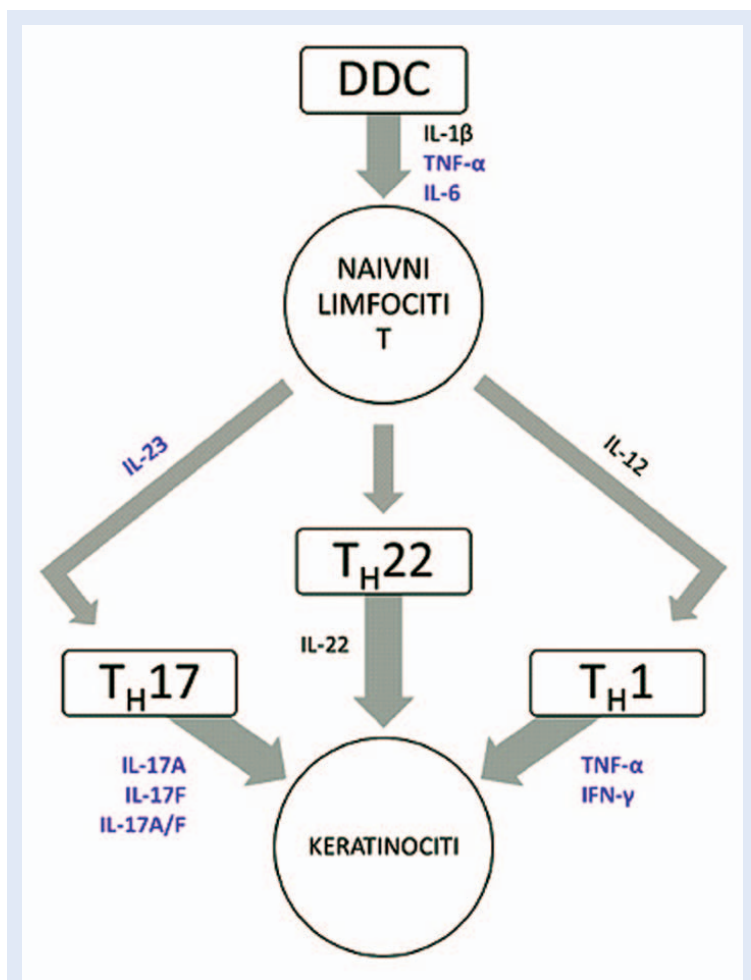 DDC
IL-1β
TNF-α
IL-6
NAIVNI
LIMFOCITI
T
IL-23
IL-12
TH22
IL-22
TH17
TH1
IL-17A
IL-17F
IL-17A/F
TNF-α
IFN-γ
KERATINOCITI